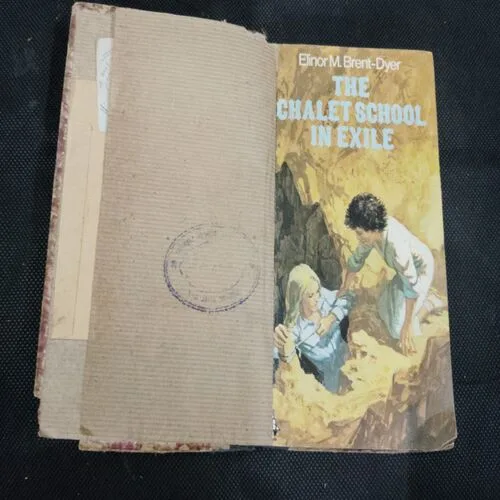 Elinor M. Brent-Dyer
THE
CHALET SCHOOL
IN EXILE